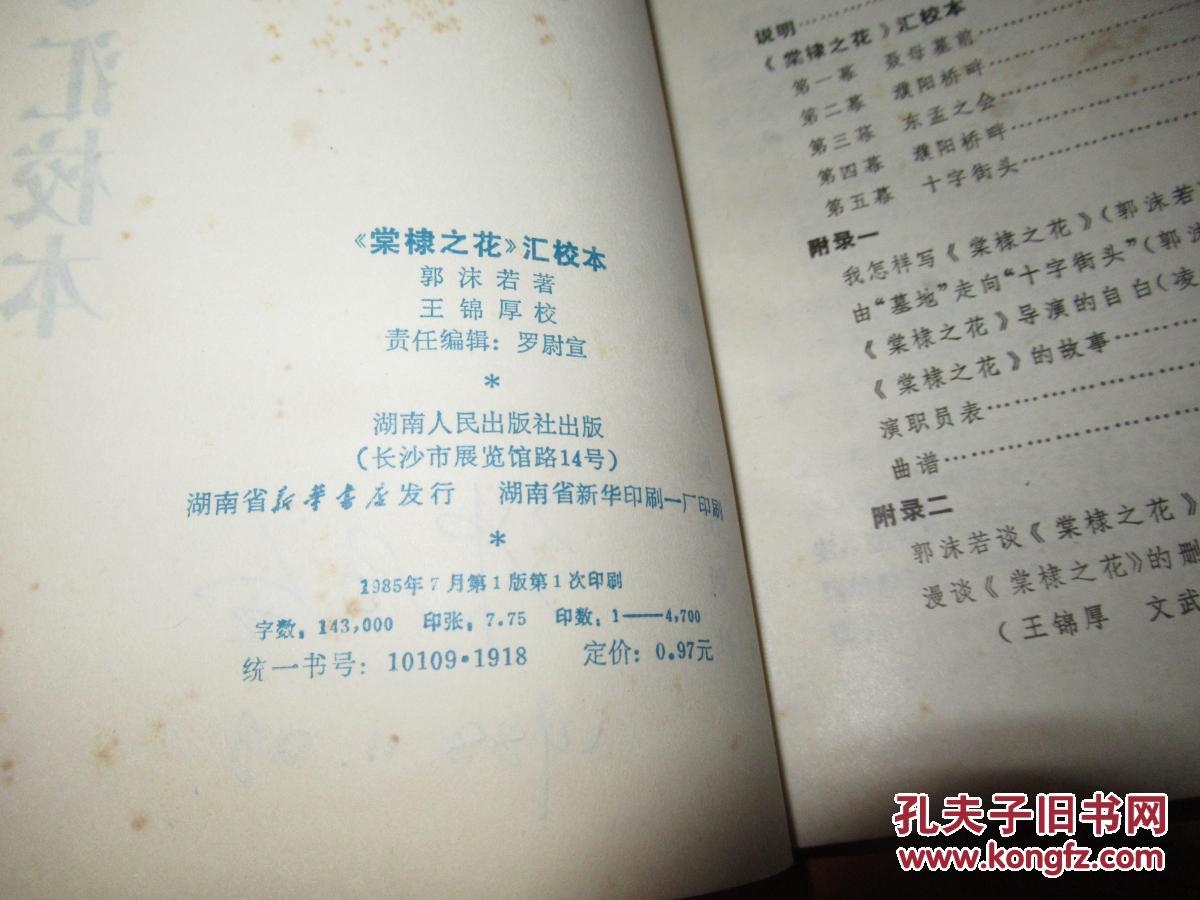 汇校本
《棠棣之花》汇校本
郭沫若著
王锦厚校
责任编辑：罗尉宣
*
湖南人民出版社出版
（长沙市展览馆路14号）
湖南省新华书店发行 湖南省新华印刷一厂印刷
*
1985年7月第1版第1次印刷
字数：143,000 印张：7.75 印数：1——4,700
统一书号：10109·1918 定价：0.97元
说明……………
《棠棣之花》汇校本
第一幕 聂母墓前……………
第二幕 濮阳桥畔……………
第三幕 东孟之会……………
第四幕 濮阳桥畔……………
第五幕 十字街头……………
附录一
我怎样写《棠棣之花》（郭沫若
由“墓地”走向“十字街头”（郭沫
《棠棣之花》导演的自白（凌
《棠棣之花》的故事……………
演职员表……………
曲谱……………
附录二
郭沫若谈《棠棣之花》
漫谈《棠棣之花》的删
（王锦厚 文武
孔夫子旧书网
www.kongfz.com